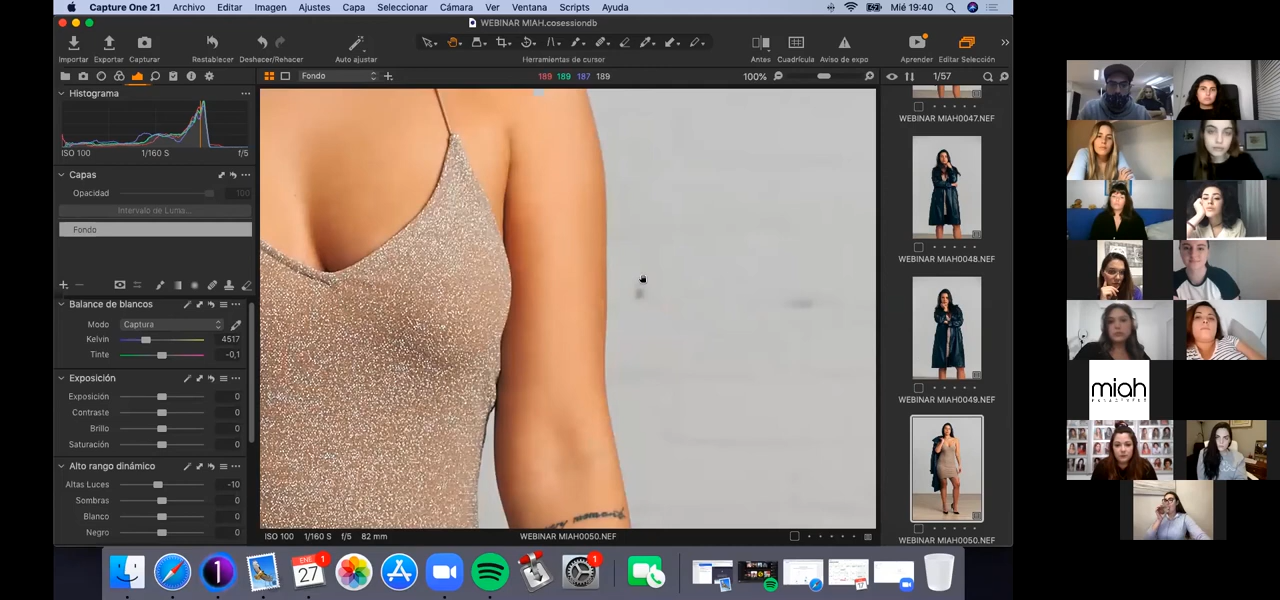 Capture One 21 Archivo Editar Imagen Ajustes Capa Seleccionar Cámara Ver Ventana Scripts Ayuda Mié 19:40
WEBINAR MIAH.cosessiondb
Importar Exportar Capturar Restablecer Deshacer/Rehacer Auto ajustar Herramientas de cursor Antes Cuadrícula Aviso de expo Aprender Editar Selección
Fondo 189 189 187 189 100% 1/57
Histograma
ISO 100 1/160 S f/5
Capas
Opacidad 100
Intervalo de Luma...
Fondo
Balance de blancos
Modo Captura
Kelvin 4517
Tinte -0,1
Exposición
Exposición 0
Contraste 0
Brillo 0
Saturación 0
Alto rango dinámico
Altas Luces -10
Sombras 0
Blanco 0
Negro 0
ISO 100 1/160 S f/5 82 mm WEBINAR MIAH0050.NEF
WEBINAR MIAH0047.NEF
WEBINAR MIAH0048.NEF
WEBINAR MIAH0049.NEF
WEBINAR MIAH0050.NEF
miah
1
ENE
27
1
1
17